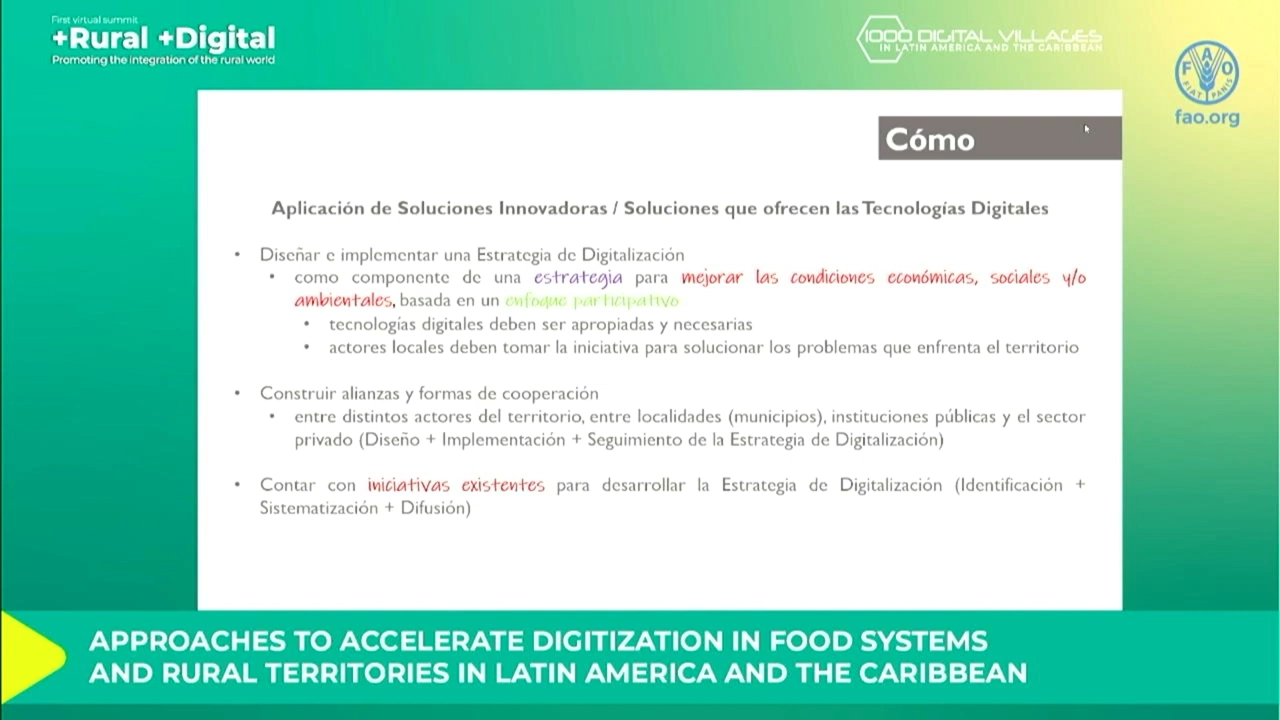 First virtual summit
+Rural +Digital
Promoting the integration of the rural world
1000 DIGITAL VILLAGES
IN LATIN AMERICA AND THE CARIBBEAN
F A O
FIAT PANIS
fao.org
Cómo
Aplicación de Soluciones Innovadoras / Soluciones que ofrecen las Tecnologías Digitales
• Diseñar e implementar una Estrategia de Digitalización
• como componente de una estrategia para mejorar las condiciones económicas, sociales y/o
ambientales, basada en un enfoque participativo
• tecnologías digitales deben ser apropiadas y necesarias
• actores locales deben tomar la iniciativa para solucionar los problemas que enfrenta el territorio
• Construir alianzas y formas de cooperación
• entre distintos actores del territorio, entre localidades (municipios), instituciones públicas y el sector
privado (Diseño + Implementación + Seguimiento de la Estrategia de Digitalización)
• Contar con iniciativas existentes para desarrollar la Estrategia de Digitalización (Identificación +
Sistematización + Difusión)
APPROACHES TO ACCELERATE DIGITIZATION IN FOOD SYSTEMS
AND RURAL TERRITORIES IN LATIN AMERICA AND THE CARIBBEAN